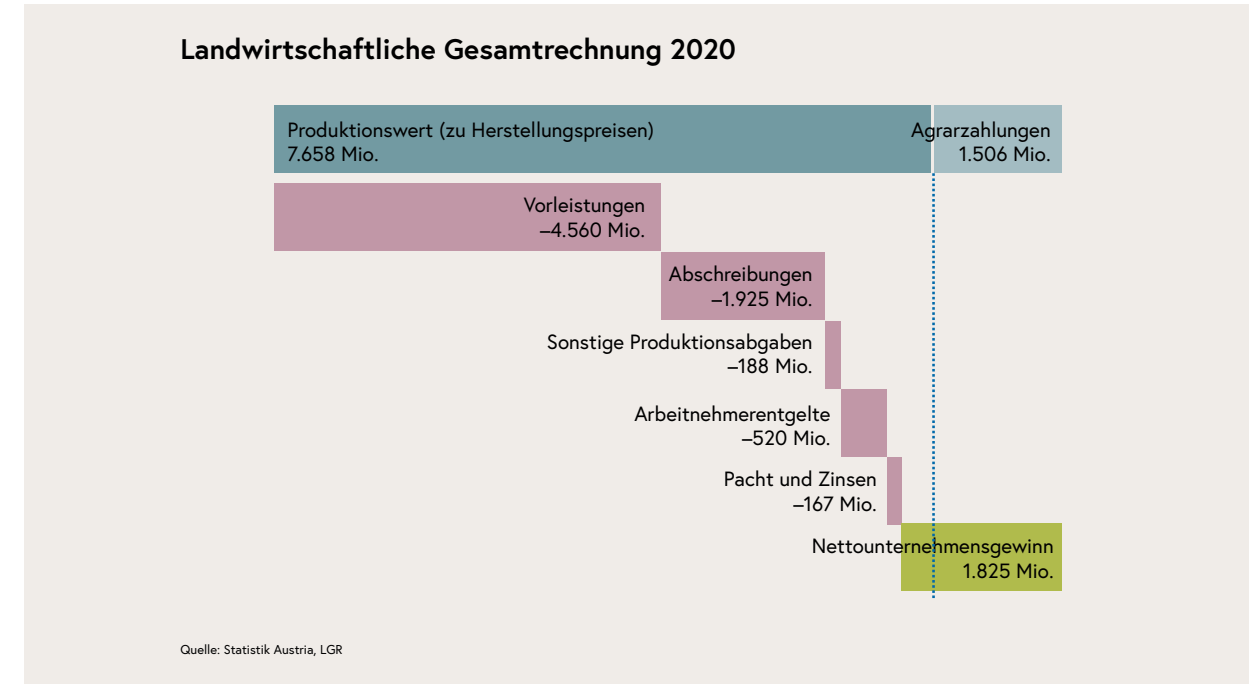 Landwirtschaftliche Gesamtrechnung 2020
Produktionswert (zu Herstellungspreisen)
7.658 Mio.
Agrarzahlungen
1.506 Mio.
Vorleistungen
–4.560 Mio.
Abschreibungen
–1.925 Mio.
Sonstige Produktionsabgaben
–188 Mio.
Arbeitnehmerentgelte
–520 Mio.
Pacht und Zinsen
–167 Mio.
Nettounternehmensgewinn
1.825 Mio.
Quelle: Statistik Austria, LGR